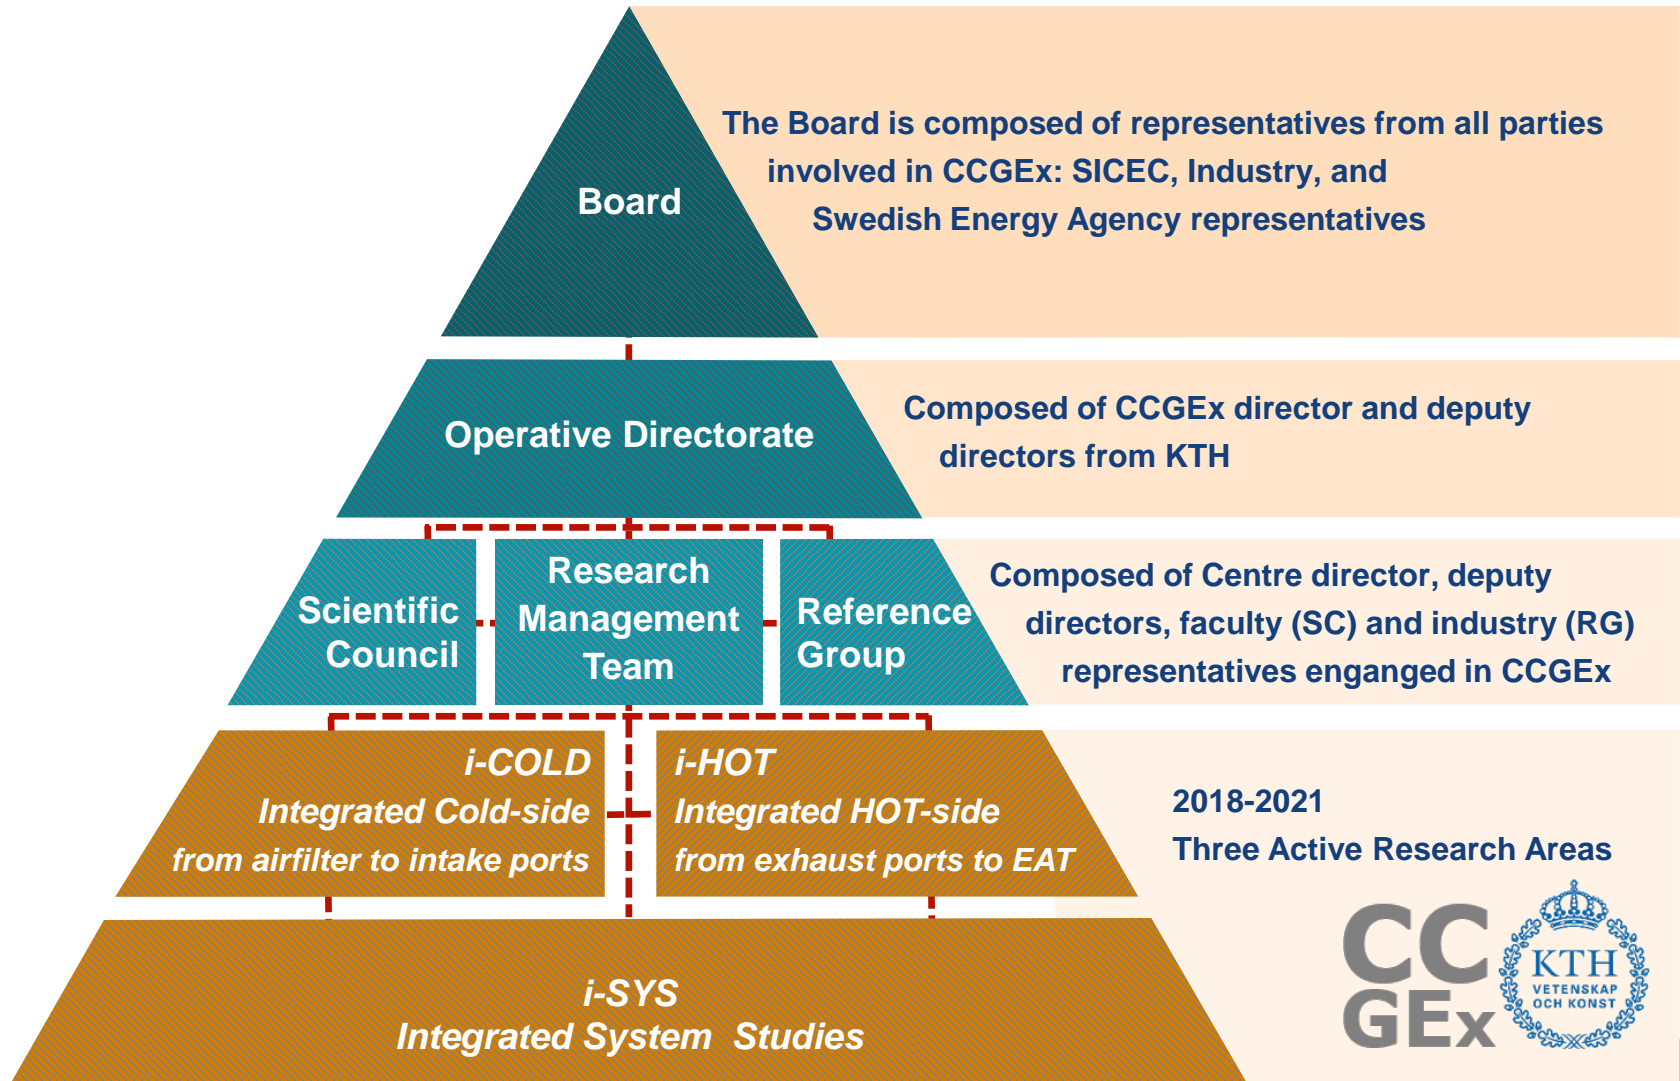 Board
The Board is composed of representatives from all parties
involved in CCGEx: SICEC, Industry, and
Swedish Energy Agency representatives
Operative Directorate
Composed of CCGEx director and deputy
directors from KTH
Scientific
Council
Research
Management
Team
Reference
Group
Composed of Centre director, deputy
directors, faculty (SC) and industry (RG)
representatives enganged in CCGEx
i-COLD
Integrated Cold-side
from airfilter to intake ports
i-HOT
Integrated HOT-side
from exhaust ports to EAT
2018-2021
Three Active Research Areas
i-SYS
Integrated System Studies
CC
GEx
KTH
VETENSKAP
OCH KONST